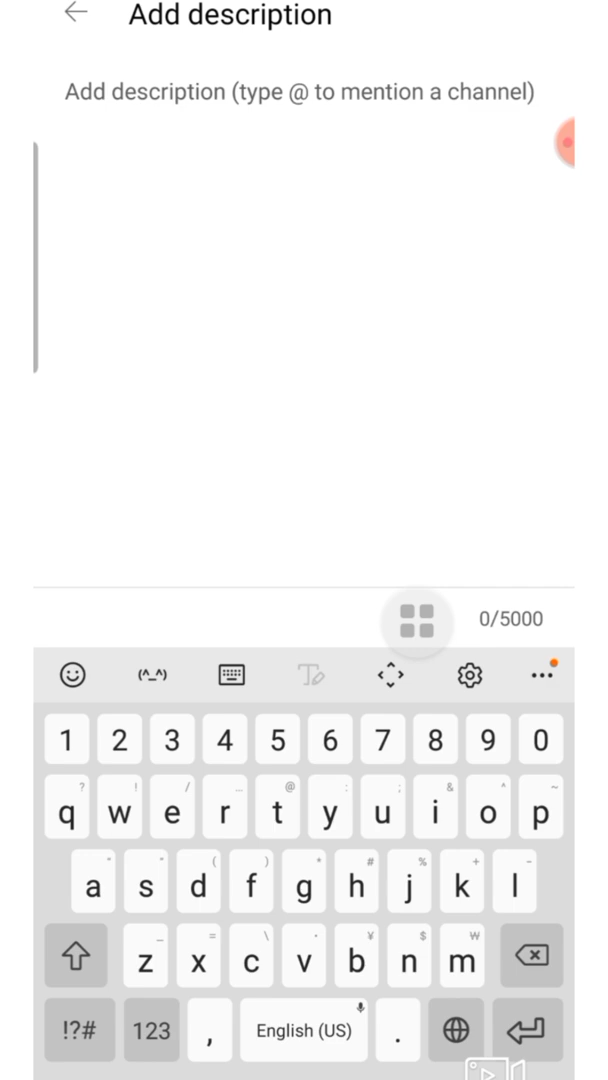 Add description
Add description (type @ to mention a channel)
0/5000
(^_^)
1 2 3 4 5 6 7 8 9 0
? ! / … @ : ; & ^ ~
q w e r t y u i o p
( ) * # % + -
a s d f g h j k l
_ = \ · ¥ $ ₩
z x c v b n m
!?# 123 , English (US) .